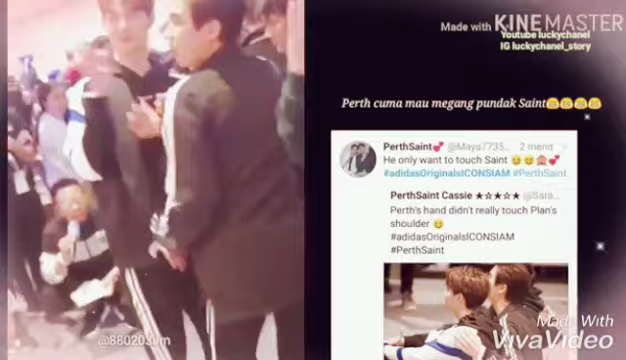 Made with KINEMASTER
Youtube luckychanel
IG luckychanel_story
Perth cuma mau megang pundak Saint😊😊😊😊
PerthSaint💕 @Maya7735... 2 menit
He only want to touch Saint
#adidasOriginalsICONSIAM #PerthSaint
PerthSaint Cassie ★☆★☆★ @Sara...
Perth's hand didn't really touch Plan's
shoulder
#adidasOriginalsICONSIAM
#PerthSaint
Made With
VivaVideo